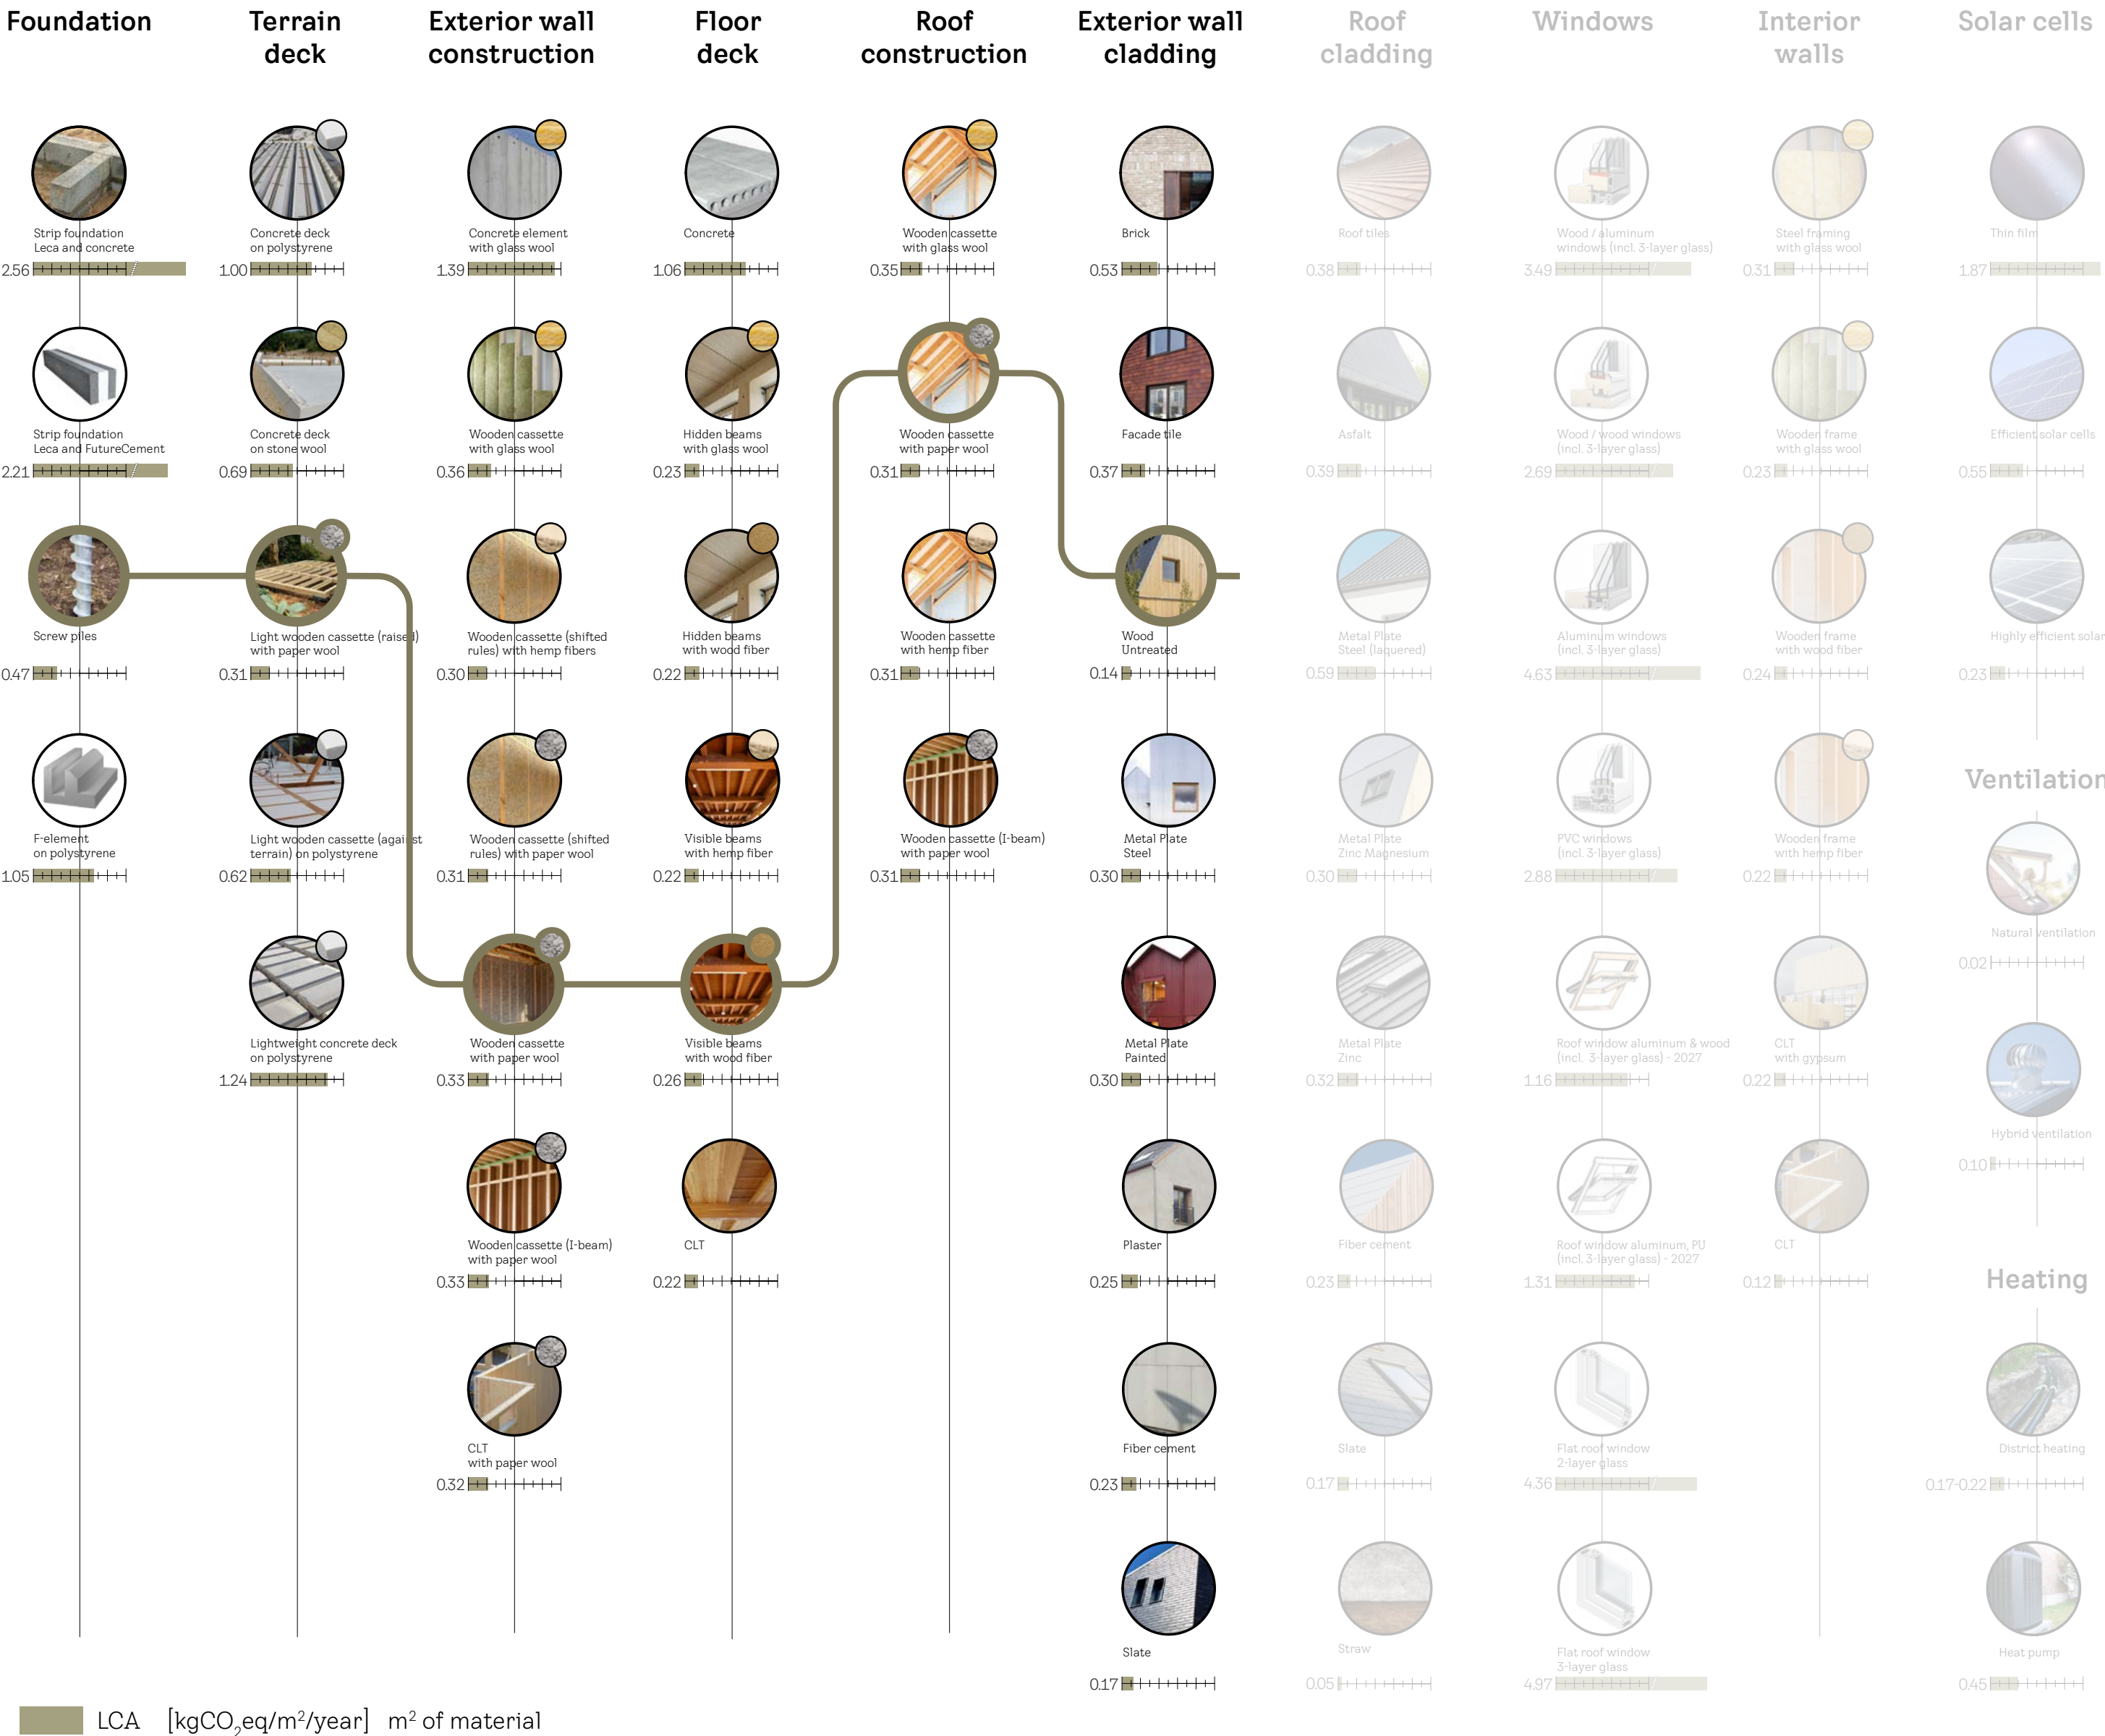 Foundation
Terrain
deck
Exterior wall
construction
Floor
deck
Roof
construction
Exterior wall
cladding
Roof
cladding
Windows
Interior
walls
Solar cells
Strip foundation
Leca and concrete
2.56
Concrete deck
on polystyrene
1.00
Concrete element
with glass wool
1.39
Concrete
1.06
Wooden cassette
with glass wool
0.35
Brick
0.53
Roof tiles
0.38
Wood / aluminum
windows (incl. 3-layer glass)
3.49
Steel framing
with glass wool
0.31
Thin film
1.87
Strip foundation
Leca and FutureCement
2.21
Concrete deck
on stone wool
0.69
Wooden cassette
with glass wool
0.36
Hidden beams
with glass wool
0.23
Wooden cassette
with paper wool
0.31
Facade tile
0.37
Asfalt
0.39
Wood / wood windows
(incl. 3-layer glass)
2.69
Wooden frame
with glass wool
0.23
Efficient solar cells
0.55
Screw piles
0.47
Light wooden cassette (raised)
with paper wool
0.31
Wooden cassette (shifted
rules) with hemp fibers
0.30
Hidden beams
with wood fiber
0.22
Wooden cassette
with hemp fiber
0.31
Wood
Untreated
0.14
Metal Plate
Steel (laquered)
0.59
Aluminum windows
(incl. 3-layer glass)
4.63
Wooden frame
with wood fiber
0.24
Highly efficient solar
0.23
F-element
on polystyrene
1.05
Light wooden cassette (against
terrain) on polystyrene
0.62
Wooden cassette (shifted
rules) with paper wool
0.31
Visible beams
with hemp fiber
0.22
Wooden cassette (I-beam)
with paper wool
0.31
Metal Plate
Steel
0.30
Metal Plate
Zinc Magnesium
0.30
PVC windows
(incl. 3-layer glass)
2.88
Wooden frame
with hemp fiber
0.22
Ventilation
Natural ventilation
0.02
Lightweight concrete deck
on polystyrene
1.24
Wooden cassette
with paper wool
0.33
Visible beams
with wood fiber
0.26
Metal Plate
Painted
0.30
Metal Plate
Zinc
0.32
Roof window aluminum & wood
(incl. 3-layer glass) - 2027
1.16
CLT
with gypsum
0.22
Hybrid ventilation
0.10
Wooden cassette (I-beam)
with paper wool
0.33
CLT
0.22
Plaster
0.25
Fiber cement
0.23
Roof window aluminum, PU
(incl. 3-layer glass) - 2027
1.31
CLT
0.12
Heating
CLT
with paper wool
0.32
Fiber cement
0.23
Slate
0.17
Flat roof window
2-layer glass
4.36
District heating
0.17-0.22
Slate
0.17
Straw
0.05
Flat roof window
3-layer glass
4.97
Heat pump
0.45
LCA [kgCO₂eq/m²/year] m² of material